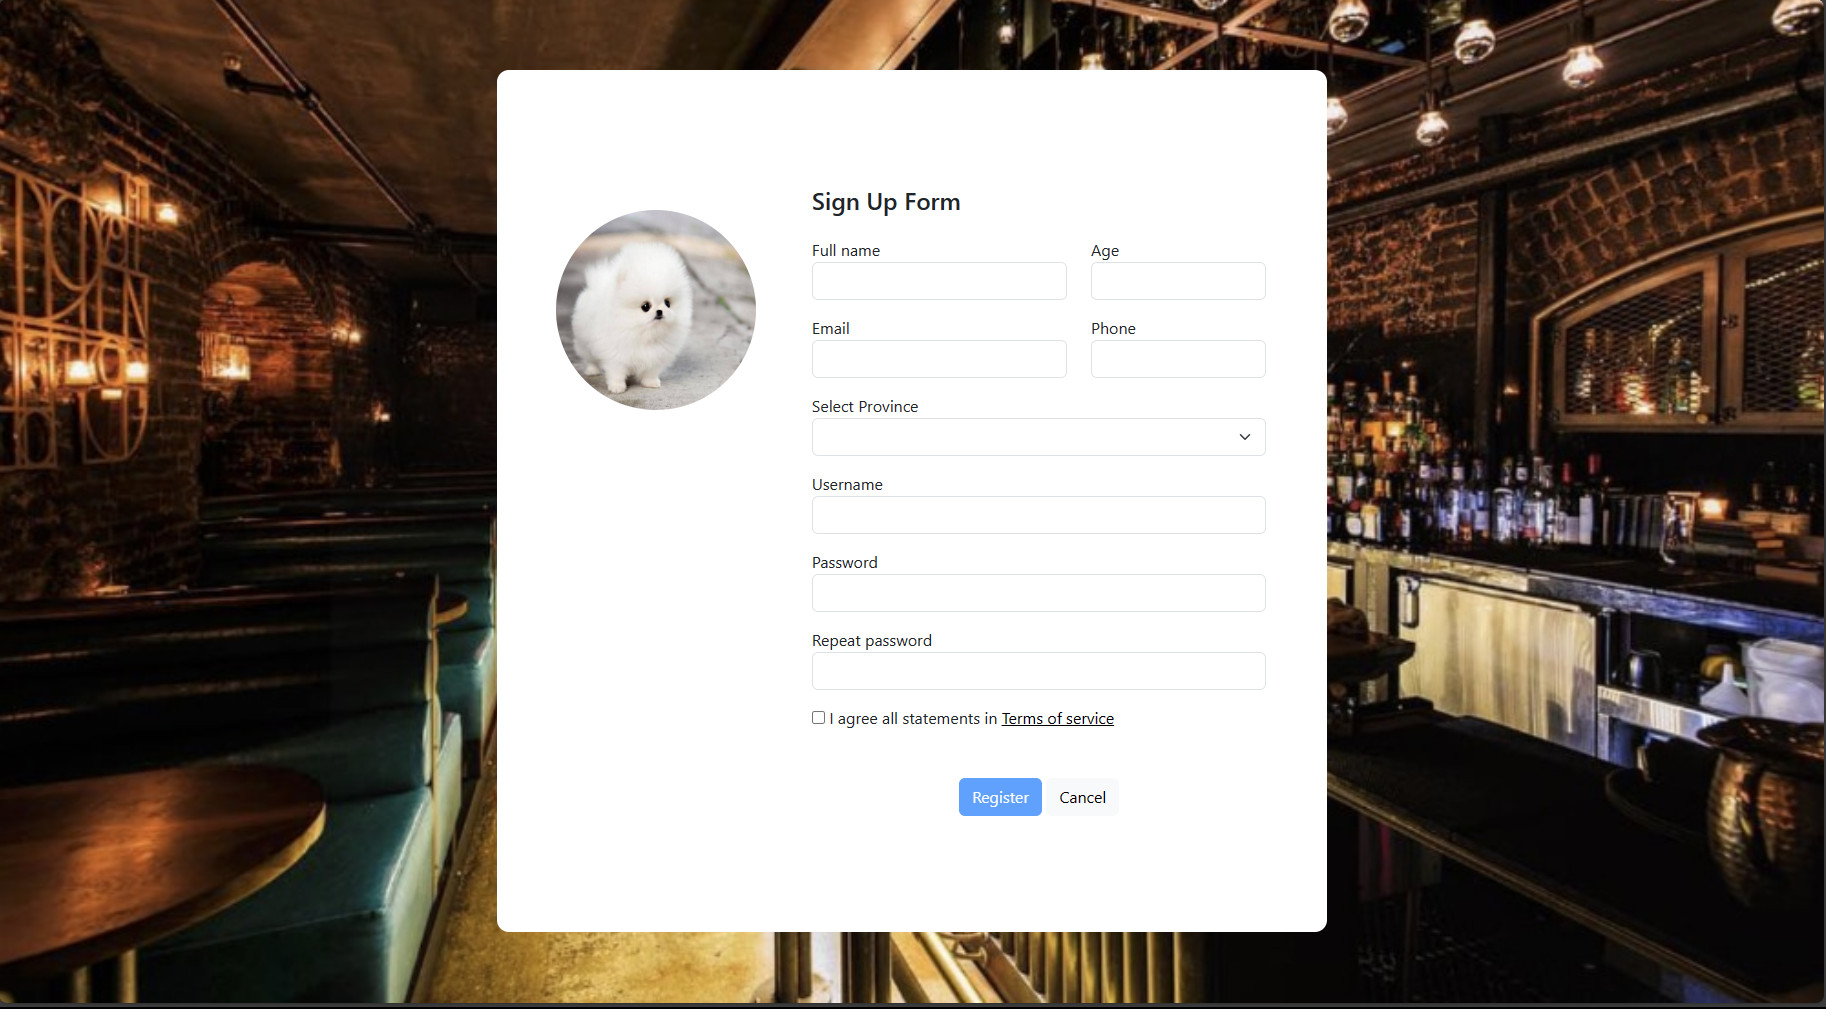 Sign Up Form
Full name
Age
Email
Phone
Select Province
Username
Password
Repeat password
I agree all statements in Terms of service
Register
Cancel